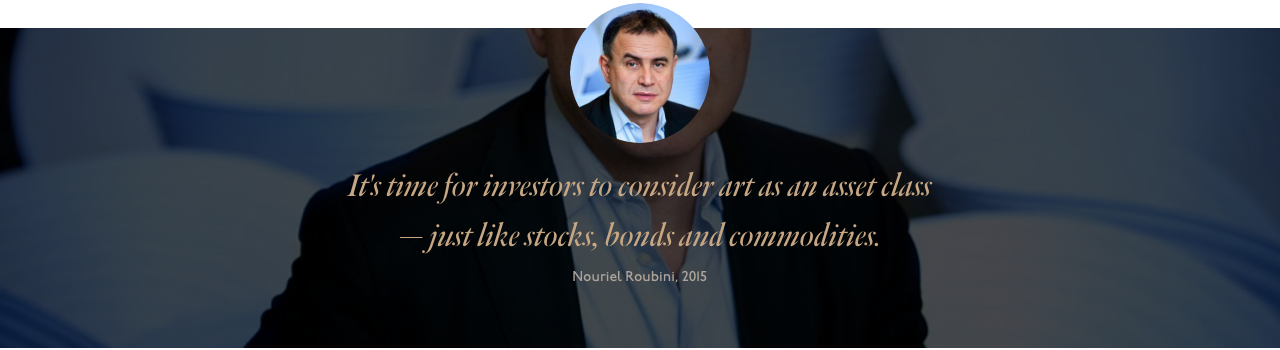 It's time for investors to consider art as an asset class
— just like stocks, bonds and commodities.
Nouriel Roubini, 2015